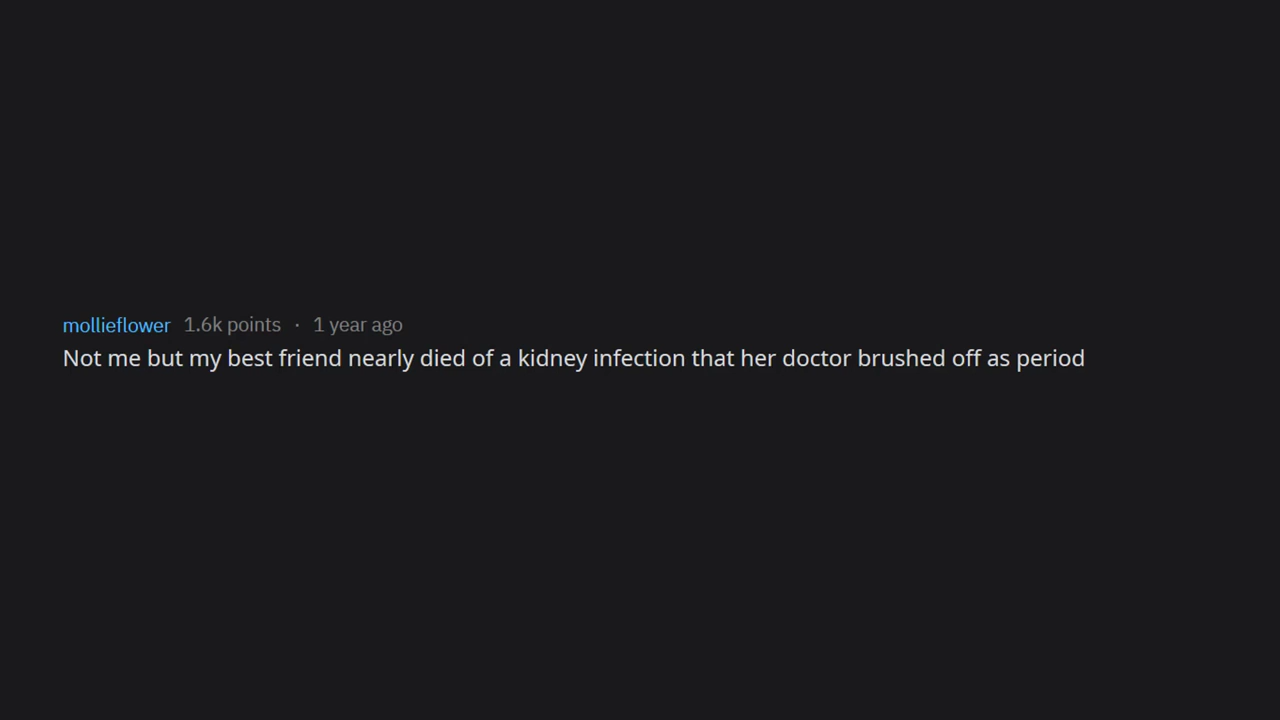 mollieflower 1.6k points · 1 year ago
Not me but my best friend nearly died of a kidney infection that her doctor brushed off as period